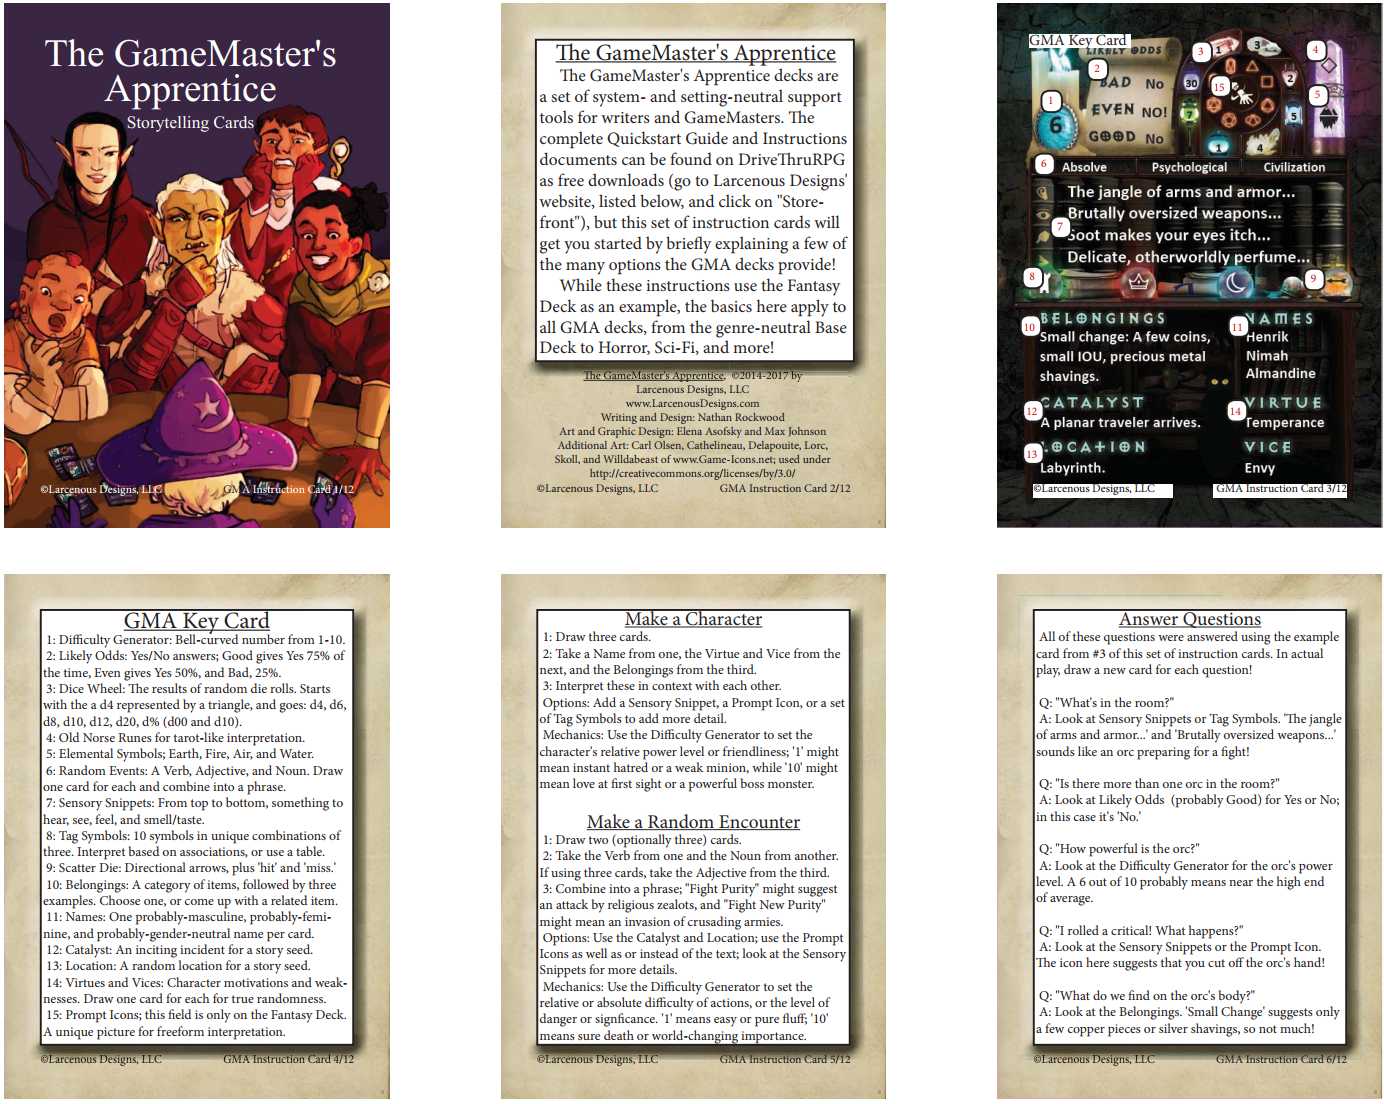 The GameMaster's
Apprentice
Storytelling Cards
©Larcenous Designs, LLC
GMA Instruction Card 1/12
The GameMaster's Apprentice
The GameMaster's Apprentice decks are
a set of system- and setting-neutral support
tools for writers and GameMasters. The
complete Quickstart Guide and Instructions
documents can be found on DriveThruRPG
as free downloads (go to Larcenous Designs'
website, listed below, and click on "Store-
front"), but this set of instruction cards will
get you started by briefly explaining a few of
the many options the GMA decks provide!
While these instructions use the Fantasy
Deck as an example, the basics here apply to
all GMA decks, from the genre-neutral Base
Deck to Horror, Sci-Fi, and more!
The GameMaster's Apprentice, ©2014-2017 by
Larcenous Designs, LLC
www.LarcenousDesigns.com
Writing and Design: Nathan Rockwood
Art and Graphic Design: Elena Asofsky and Max Johnson
Additional Art: Carl Olsen, Cathelineau, Delapouite, Lorc,
Skoll, and Willdabeast of www.Game-Icons.net; used under
http://creativecommons.org/licenses/by/3.0/
©Larcenous Designs, LLC
GMA Instruction Card 2/12
GMA Key Card
LIKELY ODDS
2
BAD No
EVEN NO!
GOOD No
1
6
3
1
3
30
2
15
7
5
1
4
4
5
6
Absolve
Psychological
Civilization
The jangle of arms and armor...
Brutally oversized weapons...
7
Soot makes your eyes itch...
Delicate, otherworldly perfume...
8
9
10
BELONGINGS
Small change: A few coins,
small IOU, precious metal
shavings.
11
NAMES
Henrik
Nimah
Almandine
12
CATALYST
A planar traveler arrives.
14
VIRTUE
Temperance
13
LOCATION
Labyrinth.
VICE
Envy
©Larcenous Designs, LLC
GMA Instruction Card 3/12
GMA Key Card
1: Difficulty Generator: Bell-curved number from 1-10.
2: Likely Odds: Yes/No answers; Good gives Yes 75% of
the time, Even gives Yes 50%, and Bad, 25%.
3: Dice Wheel: The results of random die rolls. Starts
with the a d4 represented by a triangle, and goes: d4, d6,
d8, d10, d12, d20, d% (d00 and d10).
4: Old Norse Runes for tarot-like interpretation.
5: Elemental Symbols; Earth, Fire, Air, and Water.
6: Random Events: A Verb, Adjective, and Noun. Draw
one card for each and combine into a phrase.
7: Sensory Snippets: From top to bottom, something to
hear, see, feel, and smell/taste.
8: Tag Symbols: 10 symbols in unique combinations of
three. Interpret based on associations, or use a table.
9: Scatter Die: Directional arrows, plus 'hit' and 'miss.'
10: Belongings: A category of items, followed by three
examples. Choose one, or come up with a related item.
11: Names: One probably-masculine, probably-femi-
nine, and probably-gender-neutral name per card.
12: Catalyst: An inciting incident for a story seed.
13: Location: A random location for a story seed.
14: Virtues and Vices: Character motivations and weak-
nesses. Draw one card for each for true randomness.
15: Prompt Icons; this field is only on the Fantasy Deck.
A unique picture for freeform interpretation.
©Larcenous Designs, LLC
GMA Instruction Card 4/12
Make a Character
1: Draw three cards.
2: Take a Name from one, the Virtue and Vice from the
next, and the Belongings from the third.
3: Interpret these in context with each other.
Options: Add a Sensory Snippet, a Prompt Icon, or a set
of Tag Symbols to add more detail.
Mechanics: Use the Difficulty Generator to set the
character's relative power level or friendliness; '1' might
mean instant hatred or a weak minion, while '10' might
mean love at first sight or a powerful boss monster.
Make a Random Encounter
1: Draw two (optionally three) cards.
2: Take the Verb from one and the Noun from another.
If using three cards, take the Adjective from the third.
3: Combine into a phrase; "Fight Purity" might suggest
an attack by religious zealots, and "Fight New Purity"
might mean an invasion of crusading armies.
Options: Use the Catalyst and Location; use the Prompt
Icons as well as or instead of the text; look at the Sensory
Snippets for more details.
Mechanics: Use the Difficulty Generator to set the
relative or absolute difficulty of actions, or the level of
danger or signficance. '1' means easy or pure fluff; '10'
means sure death or world-changing importance.
©Larcenous Designs, LLC
GMA Instruction Card 5/12
Answer Questions
All of these questions were answered using the example
card from #3 of this set of instruction cards. In actual
play, draw a new card for each question!
Q: "What's in the room?"
A: Look at Sensory Snippets or Tag Symbols. 'The jangle
of arms and armor...' and 'Brutally oversized weapons...'
sounds like an orc preparing for a fight!
Q: "Is there more than one orc in the room?"
A: Look at Likely Odds (probably Good) for Yes or No;
in this case it's 'No.'
Q: "How powerful is the orc?"
A: Look at the Difficulty Generator for the orc's power
level. A 6 out of 10 probably means near the high end
of average.
Q: "I rolled a critical! What happens?"
A: Look at the Sensory Snippets or the Prompt Icon.
The icon here suggests that you cut off the orc's hand!
Q: "What do we find on the orc's body?"
A: Look at the Belongings. 'Small Change' suggests only
a few copper pieces or silver shavings, so not much!
©Larcenous Designs, LLC
GMA Instruction Card 6/12